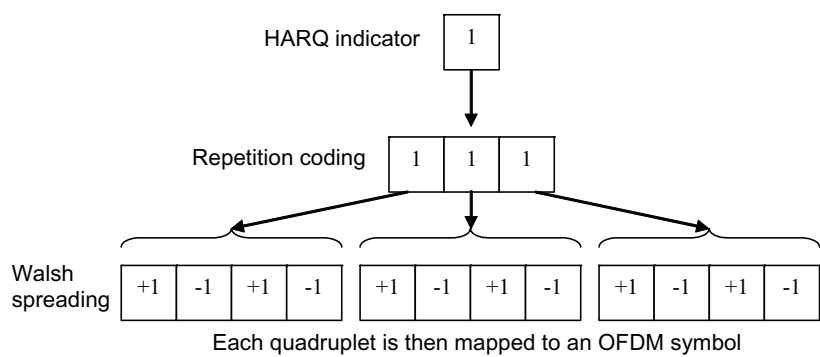 HARQ indicator 1
Repetition coding 1 1 1
Walsh
spreading +1 -1 +1 -1 +1 -1 +1 -1 +1 -1 +1 -1
Each quadruplet is then mapped to an OFDM symbol